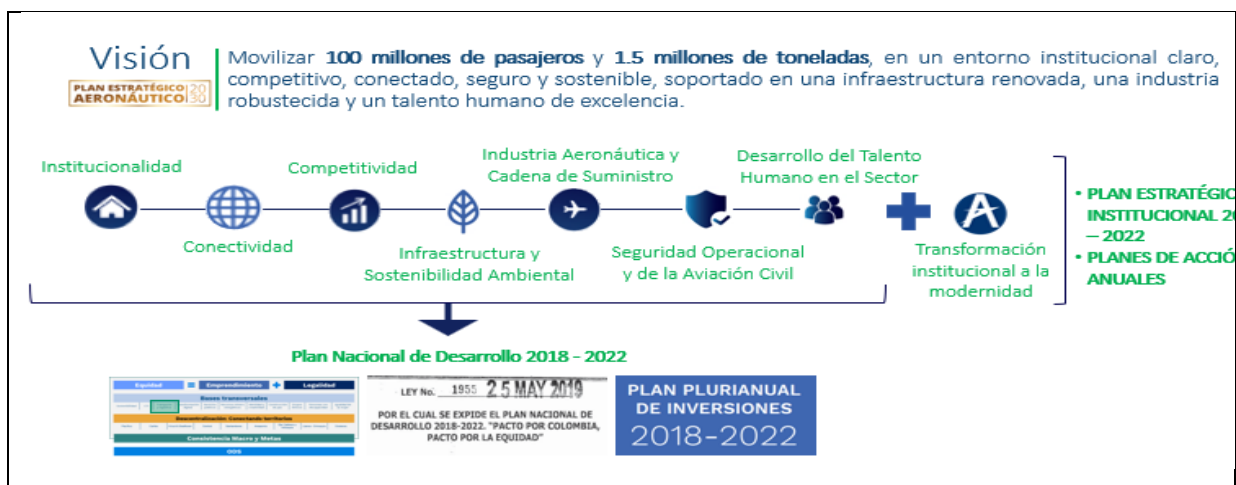 Visión
PLAN ESTRATÉGICO 20
AERONÁUTICO 30
Movilizar 100 millones de pasajeros y 1.5 millones de toneladas, en un entorno institucional claro,
competitivo, conectado, seguro y sostenible, soportado en una infraestructura renovada, una industria
robustecida y un talento humano de excelencia.
Institucionalidad
Conectividad
Competitividad
Infraestructura y
Sostenibilidad Ambiental
Industria Aeronáutica y
Cadena de Suministro
Seguridad Operacional
y de la Aviación Civil
Desarrollo del Talento
Humano en el Sector
Transformación
institucional a la
modernidad
• PLAN ESTRATÉGIC
INSTITUCIONAL 2
– 2022
• PLANES DE ACCIÓ
ANUALES
Plan Nacional de Desarrollo 2018 - 2022
Equidad = Emprendimiento + Legalidad
Bases transversales
Descentralización: Conectando territorios
Consistencia Macro y Metas
ODS
LEY No. 1955 25 MAY 2019
POR EL CUAL SE EXPIDE EL PLAN NACIONAL DE
DESARROLLO 2018-2022. "PACTO POR COLOMBIA,
PACTO POR LA EQUIDAD"
PLAN PLURIANUAL
DE INVERSIONES
2018-2022